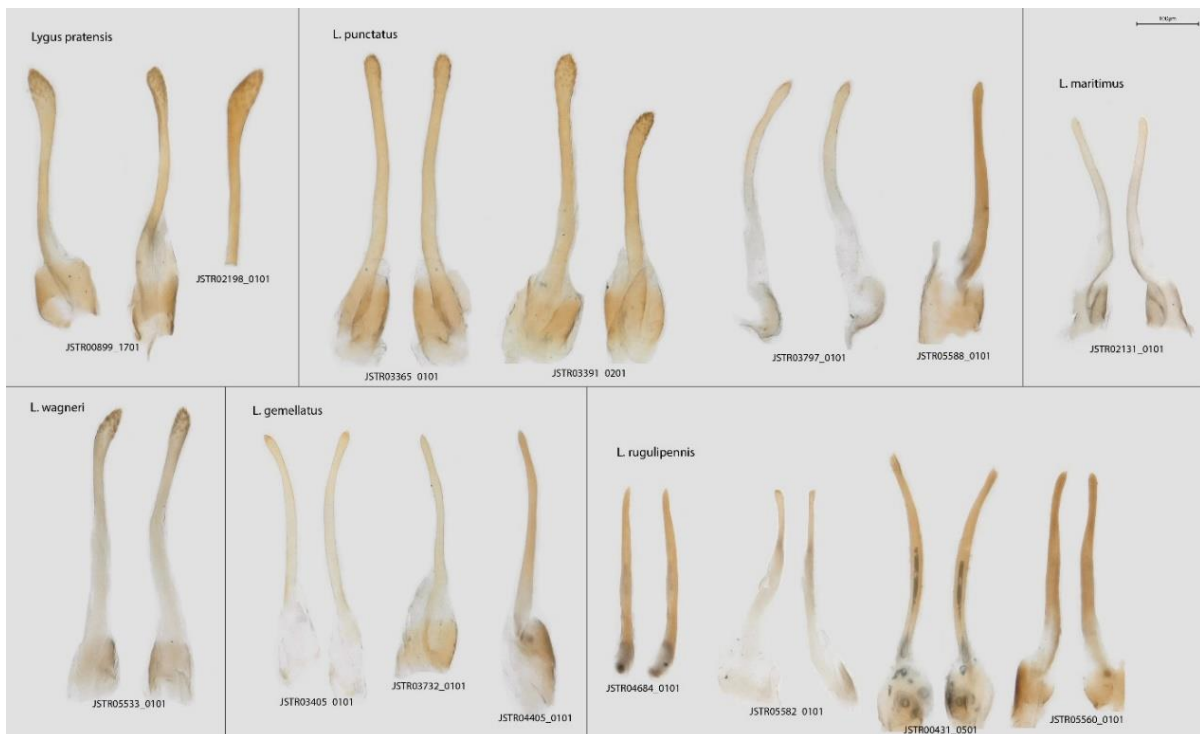 Lygus pratensis
L. punctatus
L. maritimus
JSTR02198_0101
JSTR00899_1701
JSTR03365_0101
JSTR03391_0201
JSTR03797_0101
JSTR05588_0101
JSTR02131_0101
L. wagneri
L. gemellatus
L. rugulipennis
JSTR05533_0101
JSTR03405_0101
JSTR03732_0101
JSTR04405_0101
JSTR04684_0101
JSTR05582_0101
JSTR00431_0501
JSTR05560_0101